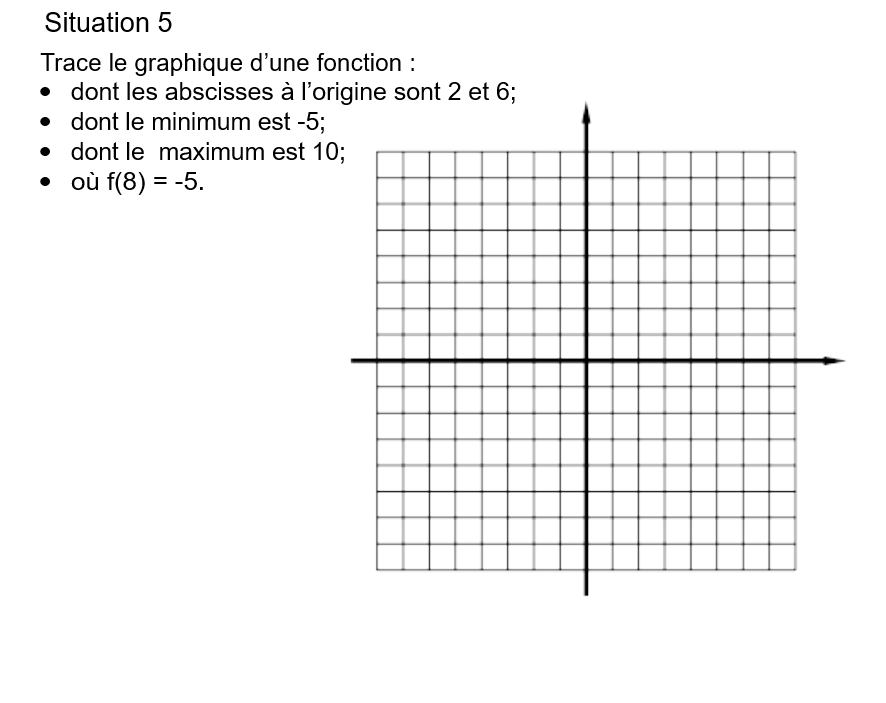 Situation 5
Trace le graphique d’une fonction :
• dont les abscisses à l’origine sont 2 et 6;
• dont le minimum est -5;
• dont le  maximum est 10;
• où f(8) = -5.